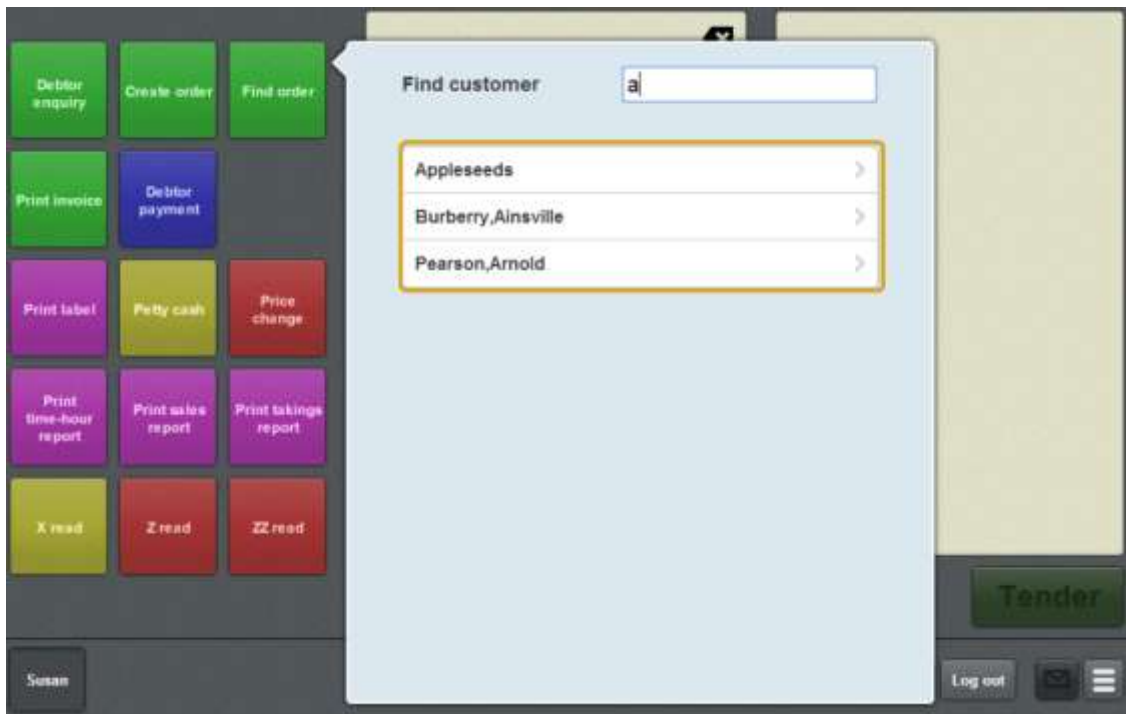 Debtor
enquiry
Create order
Find order
Print invoice
Debtor
payment
Print label
Petty cash
Price
change
Print
time-hour
report
Print sales
report
Print takings
report
X read
Z read
ZZ read
Find customer
a
Appleseeds
Burberry,Ainsville
Pearson,Arnold
Tender
Susan
Log out